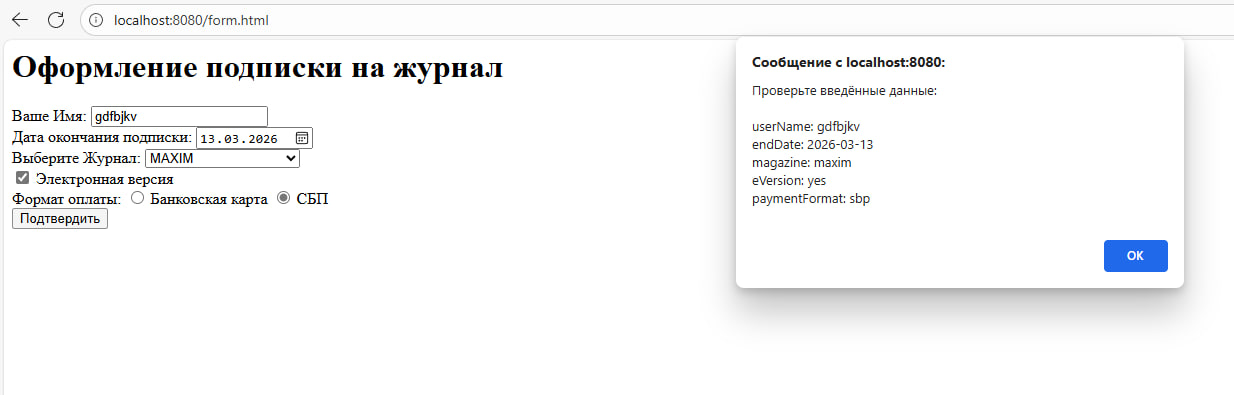 localhost:8080/form.html
Оформление подписки на журнал
Ваше Имя: gdfbjkv
Дата окончания подписки: 13.03.2026
Выберите Журнал: MAXIM
Электронная версия
Формат оплаты: Банковская карта СБП
Подтвердить
Сообщение с localhost:8080:
Проверьте введённые данные:
userName: gdfbjkv
endDate: 2026-03-13
magazine: maxim
eVersion: yes
paymentFormat: sbp
ОК